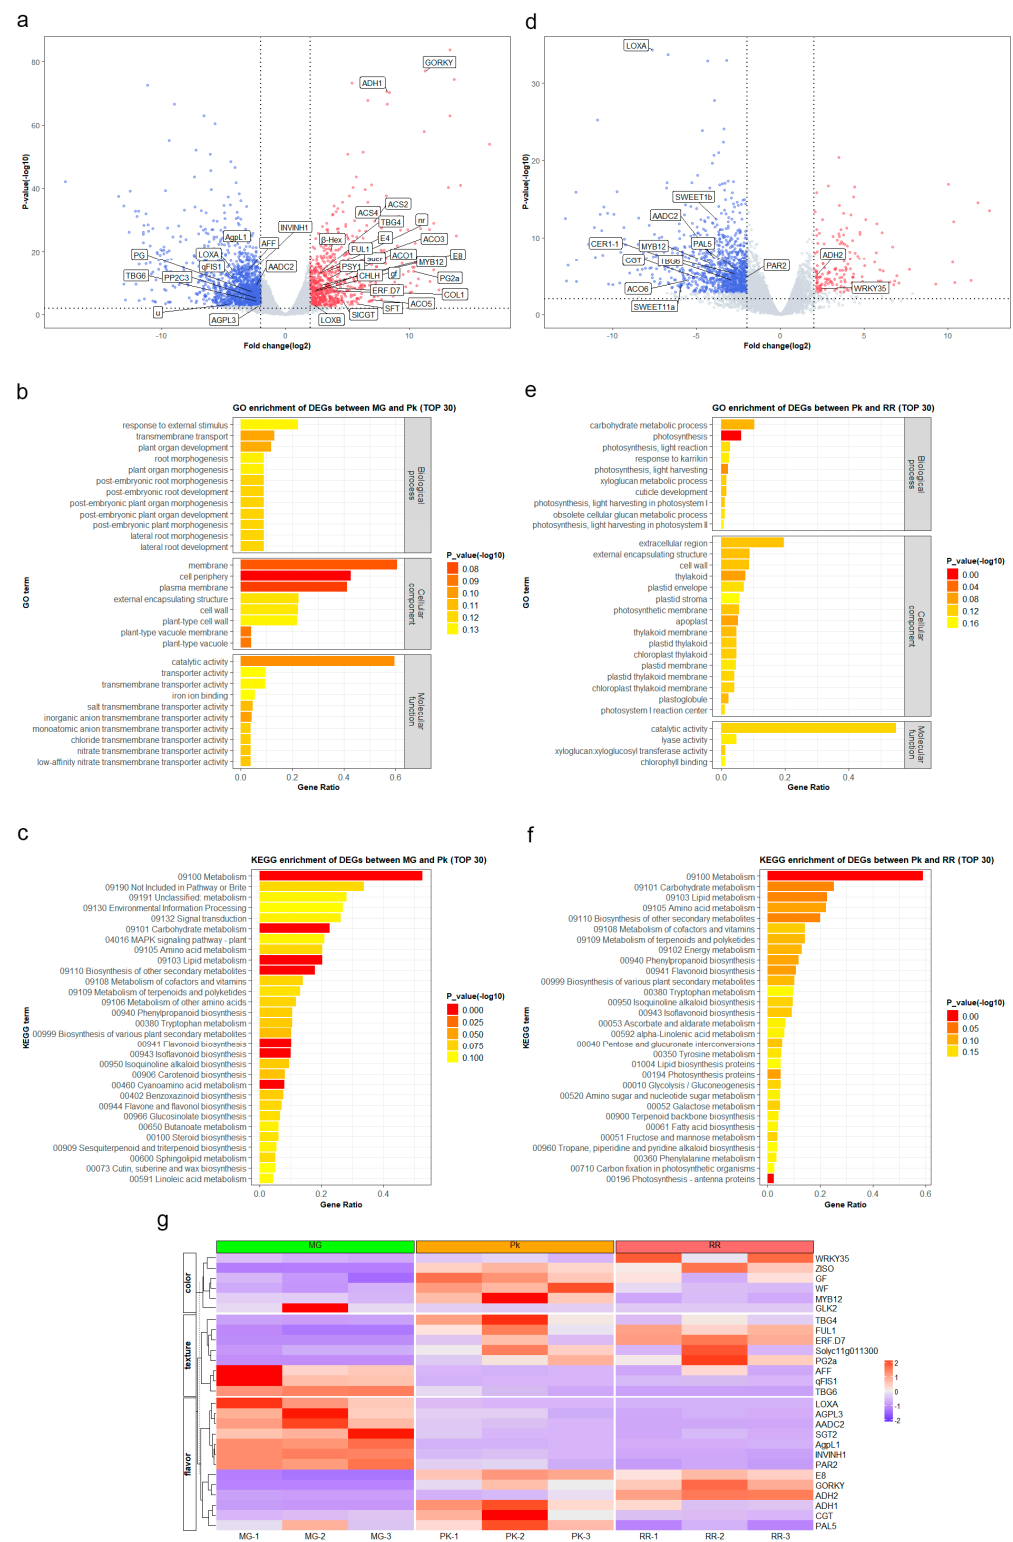 a
80
60
40
20
0
P-value(-log10)
GORKY
ADH1
ACS2
ACS4
TBG4
nr
INVINH1
AgpL1
AFF
β-Hex
E4
ACO3
FUL1
PG
LOXA
sucr
ACO1
E8
MYB12
qFIS1
AADC2
PSY1
TBG6
PP2C3
CHLH
gf
PG2a
ERF.D7
COL1
u
AGPL3
LOXB
SlCGT
SFT
ACO5
-10
0
10
Fold change(log2)
d
30
20
10
0
P-value(-log10)
LOXA
SWEET1b
AADC2
CER1-1
MYB12
PAL5
CGT
TBG6
PAR2
ADH2
ACO6
WRKY35
SWEET11a
-10
0
10
Fold change(log2)
b
GO enrichment of DEGs between MG and Pk (TOP 30)
GO term
response to external stimulus
transmembrane transport
plant organ development
root morphogenesis
plant organ morphogenesis
post-embryonic root morphogenesis
post-embryonic root development
post-embryonic plant organ morphogenesis
post-embryonic plant organ development
post-embryonic plant morphogenesis
lateral root morphogenesis
lateral root development
Biological
process
membrane
cell periphery
plasma membrane
external encapsulating structure
cell wall
plant-type cell wall
plant-type vacuole membrane
plant-type vacuole
Cellular
component
catalytic activity
transporter activity
transmembrane transporter activity
iron ion binding
salt transmembrane transporter activity
inorganic anion transmembrane transporter activity
monoatomic anion transmembrane transporter activity
chloride transmembrane transporter activity
nitrate transmembrane transporter activity
low-affinity nitrate transmembrane transporter activity
Molecular
function
0.0
0.2
0.4
0.6
Gene Ratio
P_value(-log10)
0.08
0.09
0.10
0.11
0.12
0.13
e
GO enrichment of DEGs between Pk and RR (TOP 30)
GO term
carbohydrate metabolic process
photosynthesis
photosynthesis, light reaction
response to karrikin
photosynthesis, light harvesting
xyloglucan metabolic process
cuticle development
photosynthesis, light harvesting in photosystem I
obsolete cellular glucan metabolic process
photosynthesis, light harvesting in photosystem II
Biological
process
extracellular region
external encapsulating structure
cell wall
thylakoid
plastid envelope
plastid stroma
photosynthetic membrane
apoplast
thylakoid membrane
plastid thylakoid
chloroplast thylakoid
plastid membrane
plastid thylakoid membrane
chloroplast thylakoid membrane
plastoglobule
photosystem I reaction center
Cellular
component
catalytic activity
lyase activity
xyloglucan:xyloglucosyl transferase activity
chlorophyll binding
Molecular
function
0.0
0.2
0.4
Gene Ratio
P_value(-log10)
0.00
0.04
0.08
0.12
0.16
c
KEGG enrichment of DEGs between MG and Pk (TOP 30)
KEGG term
09100 Metabolism
09190 Not Included in Pathway or Brite
09191 Unclassified: metabolism
09130 Environmental Information Processing
09132 Signal transduction
09101 Carbohydrate metabolism
04016 MAPK signaling pathway - plant
09105 Amino acid metabolism
09103 Lipid metabolism
09110 Biosynthesis of other secondary metabolites
09108 Metabolism of cofactors and vitamins
09109 Metabolism of terpenoids and polyketides
09106 Metabolism of other amino acids
00940 Phenylpropanoid biosynthesis
00380 Tryptophan metabolism
00999 Biosynthesis of various plant secondary metabolites
00941 Flavonoid biosynthesis
00943 Isoflavonoid biosynthesis
00950 Isoquinoline alkaloid biosynthesis
00906 Carotenoid biosynthesis
00460 Cyanoamino acid metabolism
00402 Benzoxazinoid biosynthesis
00944 Flavone and flavonol biosynthesis
00966 Glucosinolate biosynthesis
00650 Butanoate metabolism
00100 Steroid biosynthesis
00909 Sesquiterpenoid and triterpenoid biosynthesis
00600 Sphingolipid metabolism
00073 Cutin, suberine and wax biosynthesis
00591 Linoleic acid metabolism
0.0
0.2
0.4
Gene Ratio
P_value(-log10)
0.000
0.025
0.050
0.075
0.100
f
KEGG enrichment of DEGs between Pk and RR (TOP 30)
KEGG term
09100 Metabolism
09101 Carbohydrate metabolism
09103 Lipid metabolism
09105 Amino acid metabolism
09110 Biosynthesis of other secondary metabolites
09108 Metabolism of cofactors and vitamins
09109 Metabolism of terpenoids and polyketides
09102 Energy metabolism
00940 Phenylpropanoid biosynthesis
00941 Flavonoid biosynthesis
00999 Biosynthesis of various plant secondary metabolites
00380 Tryptophan metabolism
00950 Isoquinoline alkaloid biosynthesis
00943 Isoflavonoid biosynthesis
00053 Ascorbate and aldarate metabolism
00592 alpha-Linolenic acid metabolism
00040 Pentose and glucuronate interconversions
00350 Tyrosine metabolism
01004 Lipid biosynthesis proteins
00194 Photosynthesis proteins
00010 Glycolysis / Gluconeogenesis
00520 Amino sugar and nucleotide sugar metabolism
00052 Galactose metabolism
00900 Terpenoid backbone biosynthesis
00061 Fatty acid biosynthesis
00051 Fructose and mannose metabolism
00960 Tropane, piperidine and pyridine alkaloid biosynthesis
00360 Phenylalanine metabolism
00710 Carbon fixation in photosynthetic organisms
00196 Photosynthesis - antenna proteins
0.0
0.2
0.4
0.6
Gene Ratio
P_value(-log10)
0.00
0.05
0.10
0.15
g
MG
Pk
RR
color
texture
flavor
WRKY35
ZISO
GF
WF
MYB12
GLK2
TBG4
FUL1
ERF.D7
Solyc11g011300
PG2a
AFF
qFIS1
TBG6
LOXA
AGPL3
AADC2
SGT2
AgpL1
INVINH1
PAR2
E8
GORKY
ADH2
ADH1
CGT
PAL5
MG-1
MG-2
MG-3
PK-1
PK-2
PK-3
RR-1
RR-2
RR-3
2
1
0
-1
-2